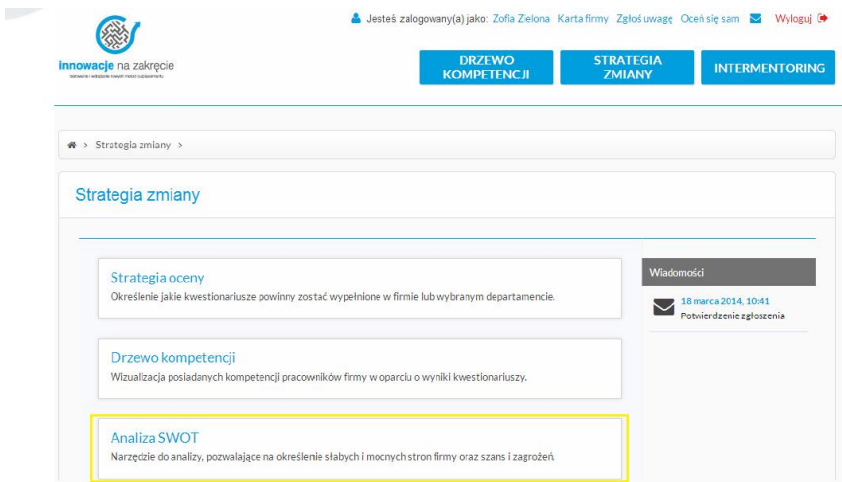 Jesteś zalogowany(a) jako: Zofia Zielona Karta firmy Zgłoś uwagę Oceń się sam Wyloguj
innowacje na zakręcie
DRZEWO KOMPETENCJI
STRATEGIA ZMIANY
INTERMENTORING
> Strategia zmiany >
Strategia zmiany
Strategia oceny
Określenie jakie kwestionariusze powinny zostać wypełnione w firmie lub wybranym departamencie.
Drzewo kompetencji
Wizualizacja posiadanych kompetencji pracowników firmy w oparciu o wyniki kwestionariuszy.
Analiza SWOT
Narzędzie do analizy, pozwalające na określenie słabych i mocnych stron firmy oraz szans i zagrożeń.
Wiadomości
18 marca 2014, 10:41
Potwierdzenie zgłoszenia